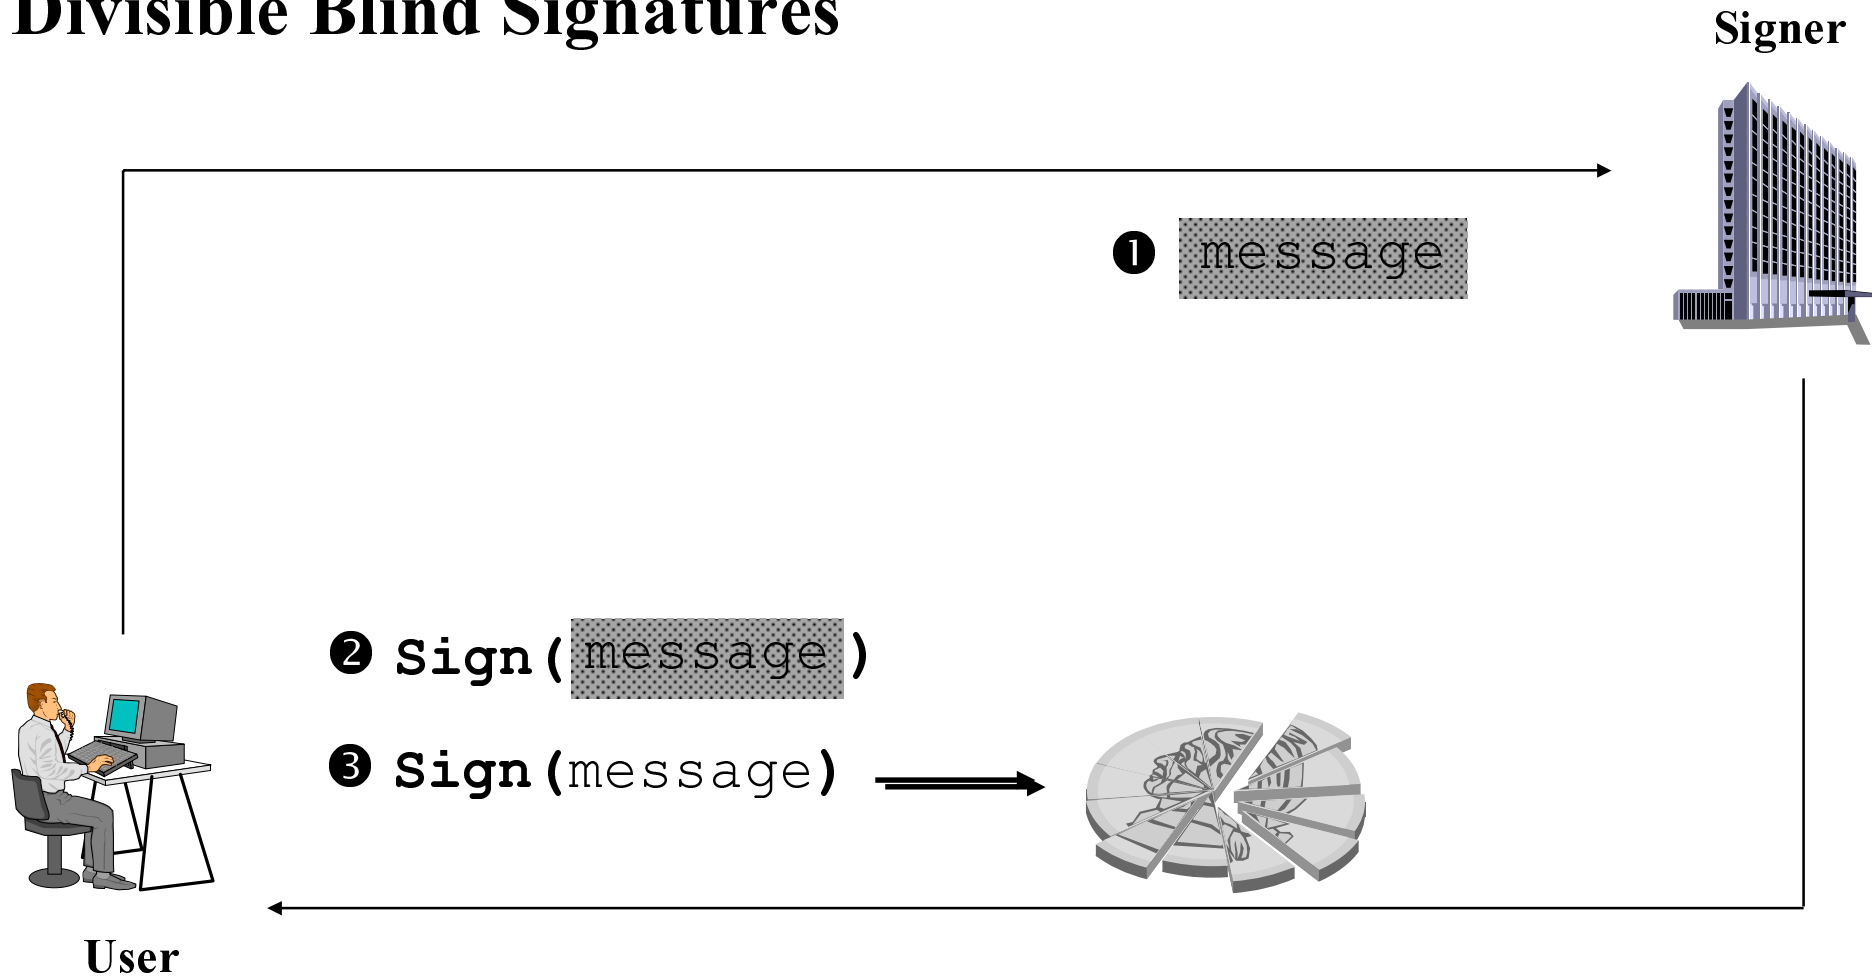 Divisible Blind Signatures
Signer
❶ message
❷ Sign(message)
❸ Sign(message)
User